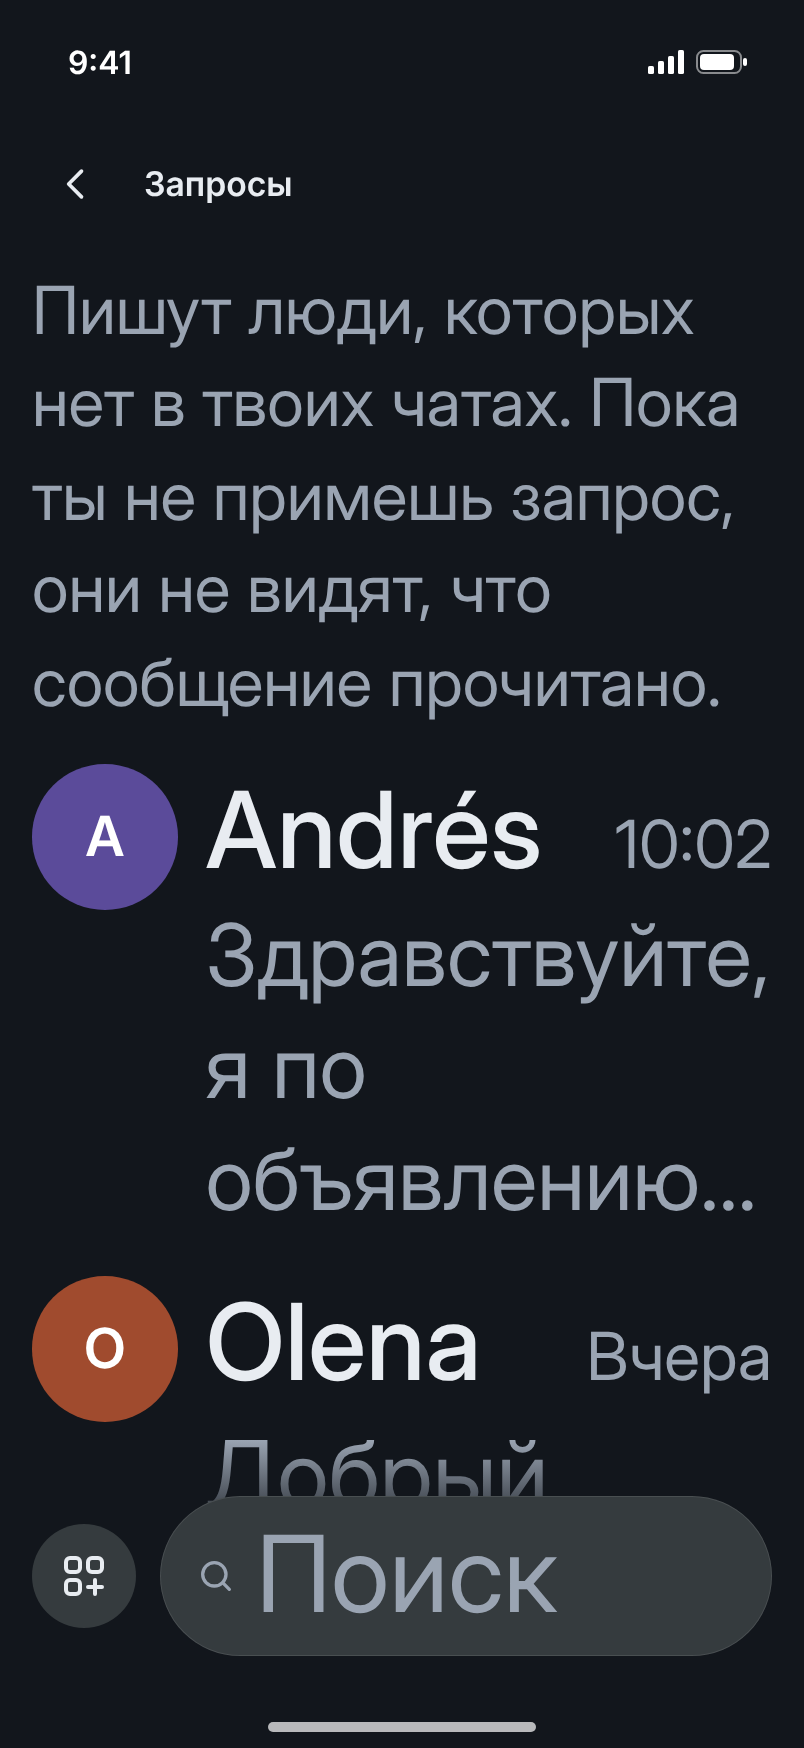 9:41
Запросы
Пишут люди, которых
нет в твоих чатах. Пока
ты не примешь запрос,
они не видят, что
сообщение прочитано.
A
Andrés 10:02
Здравствуйте,
я по
объявлению...
O
Olena Вчера
Добрый
Поиск